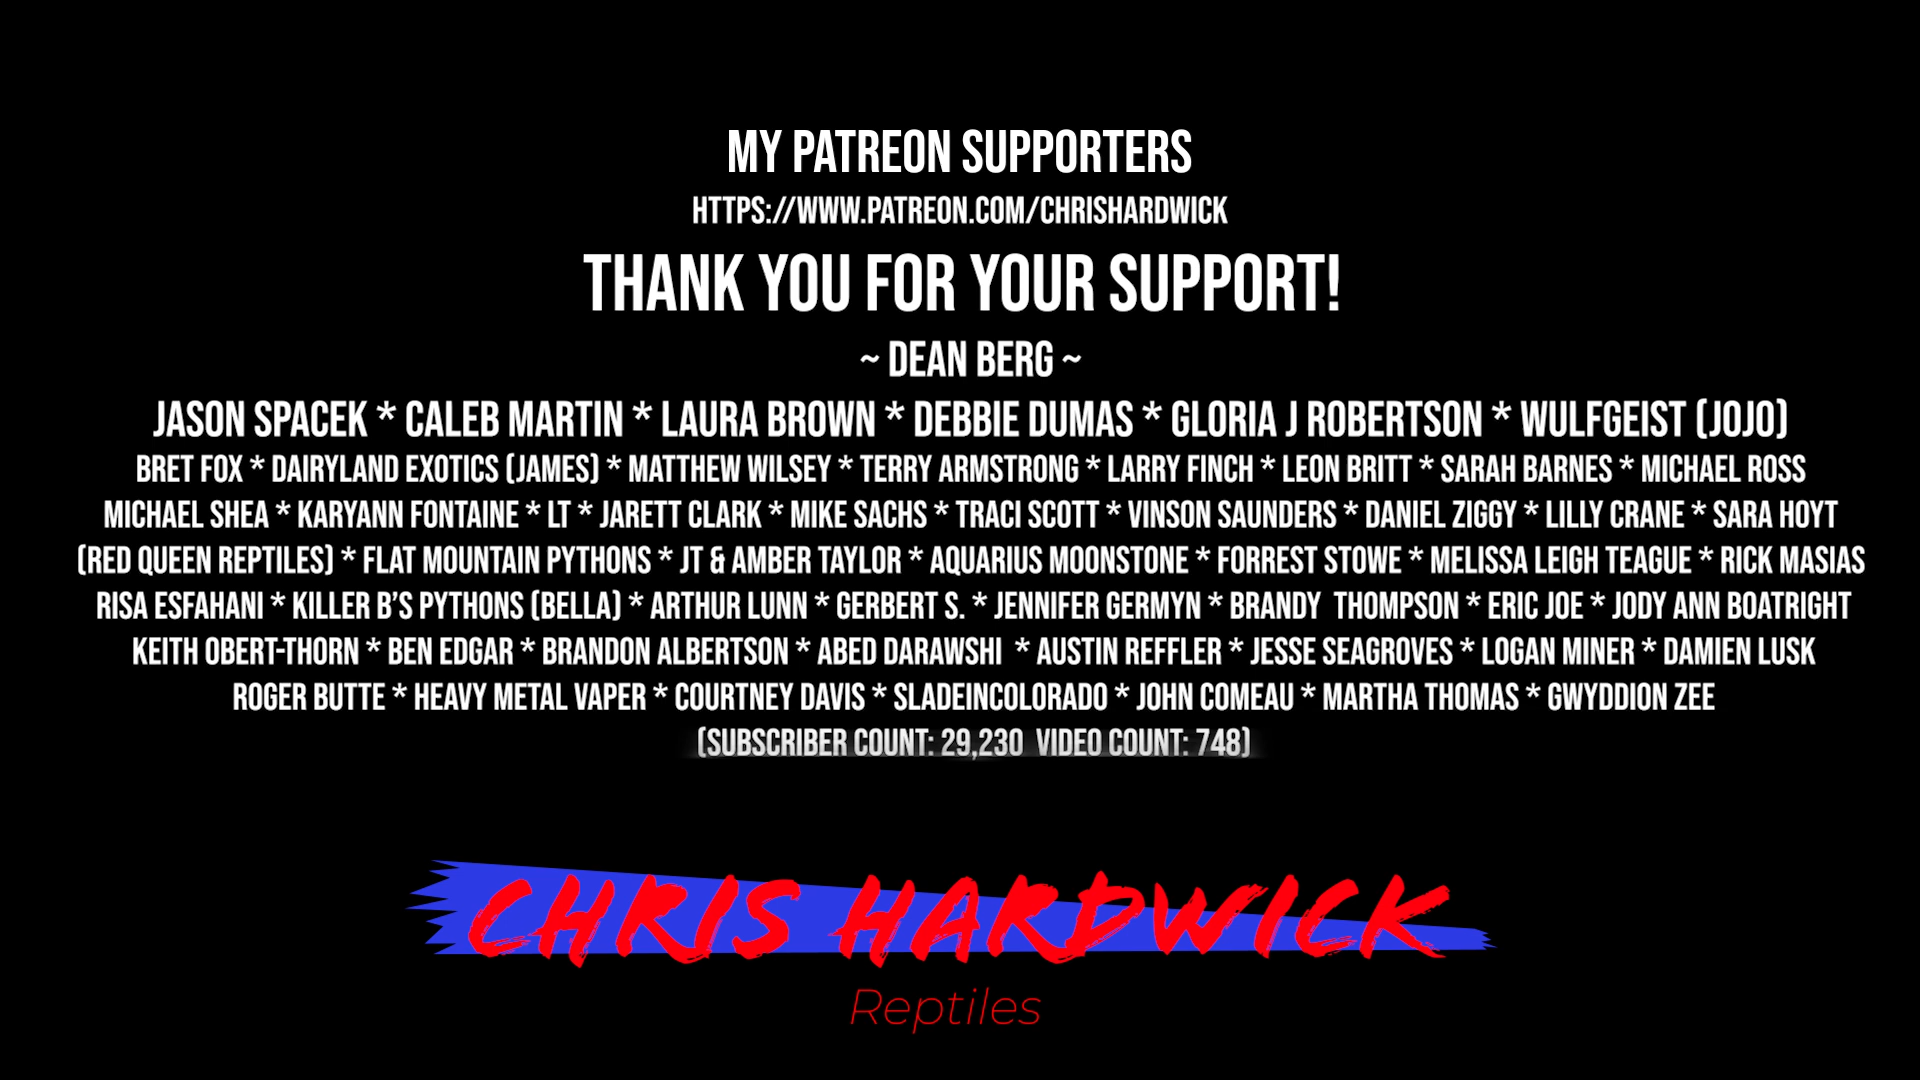 MY PATREON SUPPORTERS
HTTPS://WWW.PATREON.COM/CHRISHARDWICK
THANK YOU FOR YOUR SUPPORT!
~ DEAN BERG ~
JASON SPACEK * CALEB MARTIN * LAURA BROWN * DEBBIE DUMAS * GLORIA J ROBERTSON * WULFGEIST (JOJO)
BRET FOX * DAIRYLAND EXOTICS (JAMES) * MATTHEW WILSEY * TERRY ARMSTRONG * LARRY FINCH * LEON BRITT * SARAH BARNES * MICHAEL ROSS
MICHAEL SHEA * KARYANN FONTAINE * LT * JARETT CLARK * MIKE SACHS * TRACI SCOTT * VINSON SAUNDERS * DANIEL ZIGGY * LILLY CRANE * SARA HOYT
(RED QUEEN REPTILES) * FLAT MOUNTAIN PYTHONS * JT & AMBER TAYLOR * AQUARIUS MOONSTONE * FORREST STOWE * MELISSA LEIGH TEAGUE * RICK MASIAS
RISA ESFAHANI * KILLER B'S PYTHONS (BELLA) * ARTHUR LUNN * GERBERT S. * JENNIFER GERMYN * BRANDY  THOMPSON * ERIC JOE * JODY ANN BOATRIGHT
KEITH OBERT-THORN * BEN EDGAR * BRANDON ALBERTSON * ABED DARAWSHI  * AUSTIN REFFLER * JESSE SEAGROVES * LOGAN MINER * DAMIEN LUSK
ROGER BUTTE * HEAVY METAL VAPER * COURTNEY DAVIS * SLADEINCOLORADO * JOHN COMEAU * MARTHA THOMAS * GWYDDION ZEE
(SUBSCRIBER COUNT: 29,230  VIDEO COUNT: 748)
CHRIS HARDWICK
Reptiles